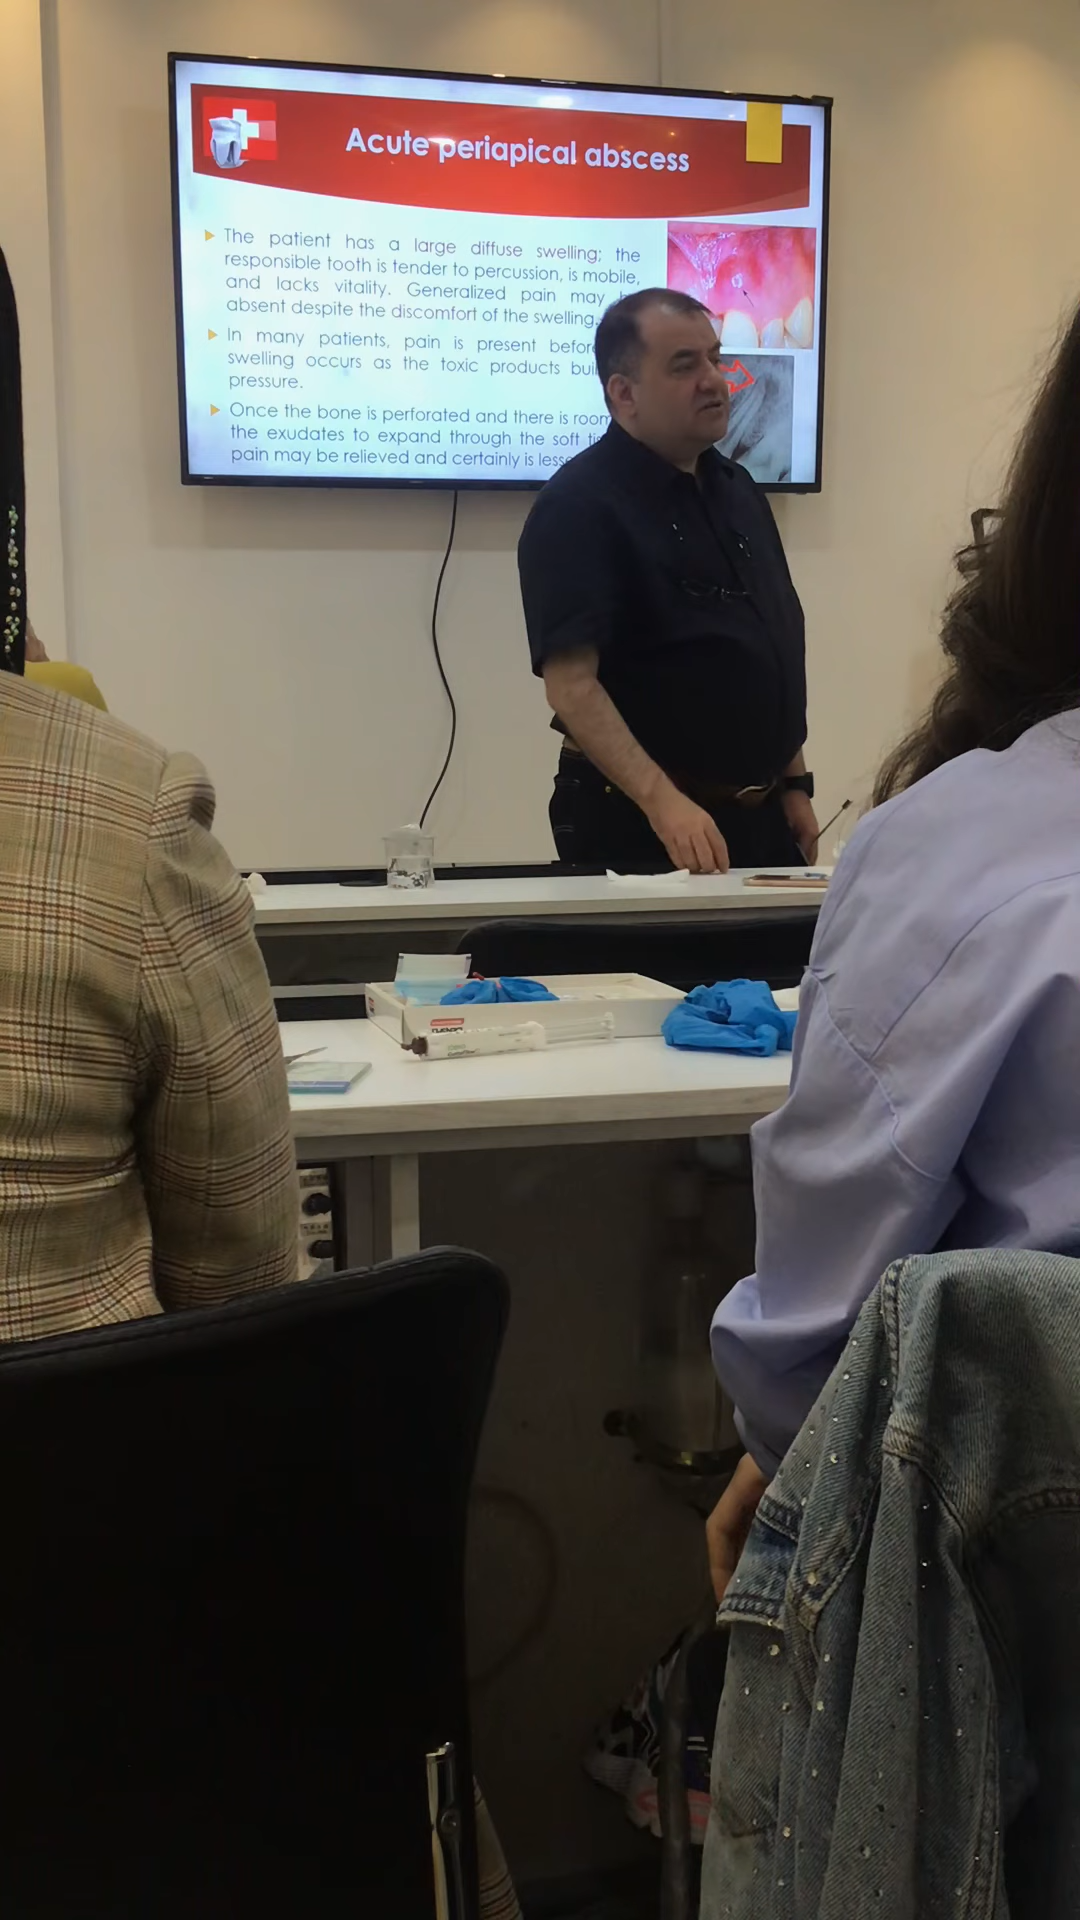 Acute periapical abscess
The patient has a large diffuse swelling; the
responsible tooth is tender to percussion, is mobile,
and lacks vitality. Generalized pain may
absent despite the discomfort of the swelling.
In many patients, pain is present before
swelling occurs as the toxic products
pressure.
Once the bone is perforated and there is room
the exudates to expand through the soft
pain may be relieved and certainly is